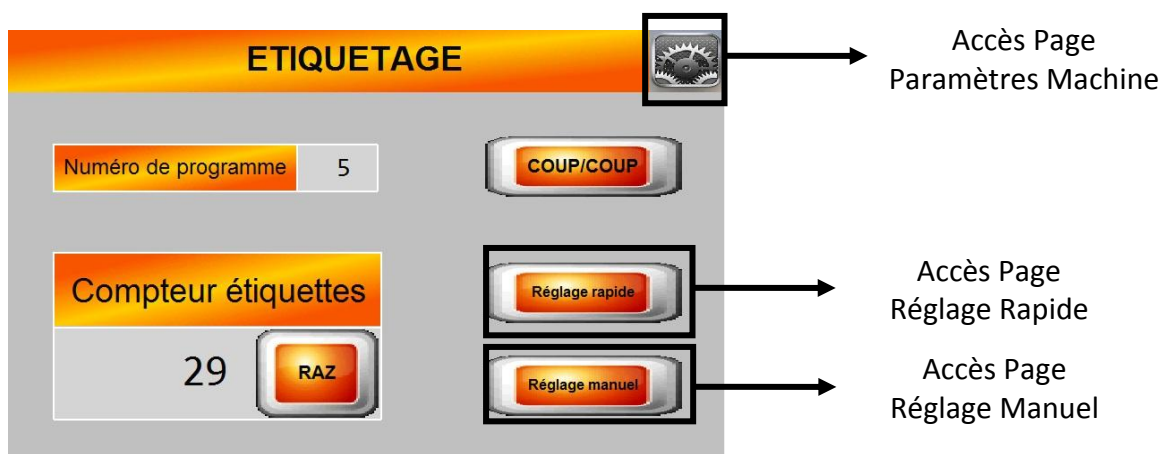 ETIQUETAGE
Accès Page
Paramètres Machine
Numéro de programme 5
COUP/COUP
Compteur étiquettes
29 RAZ
Réglage rapide
Accès Page
Réglage Rapide
Réglage manuel
Accès Page
Réglage Manuel